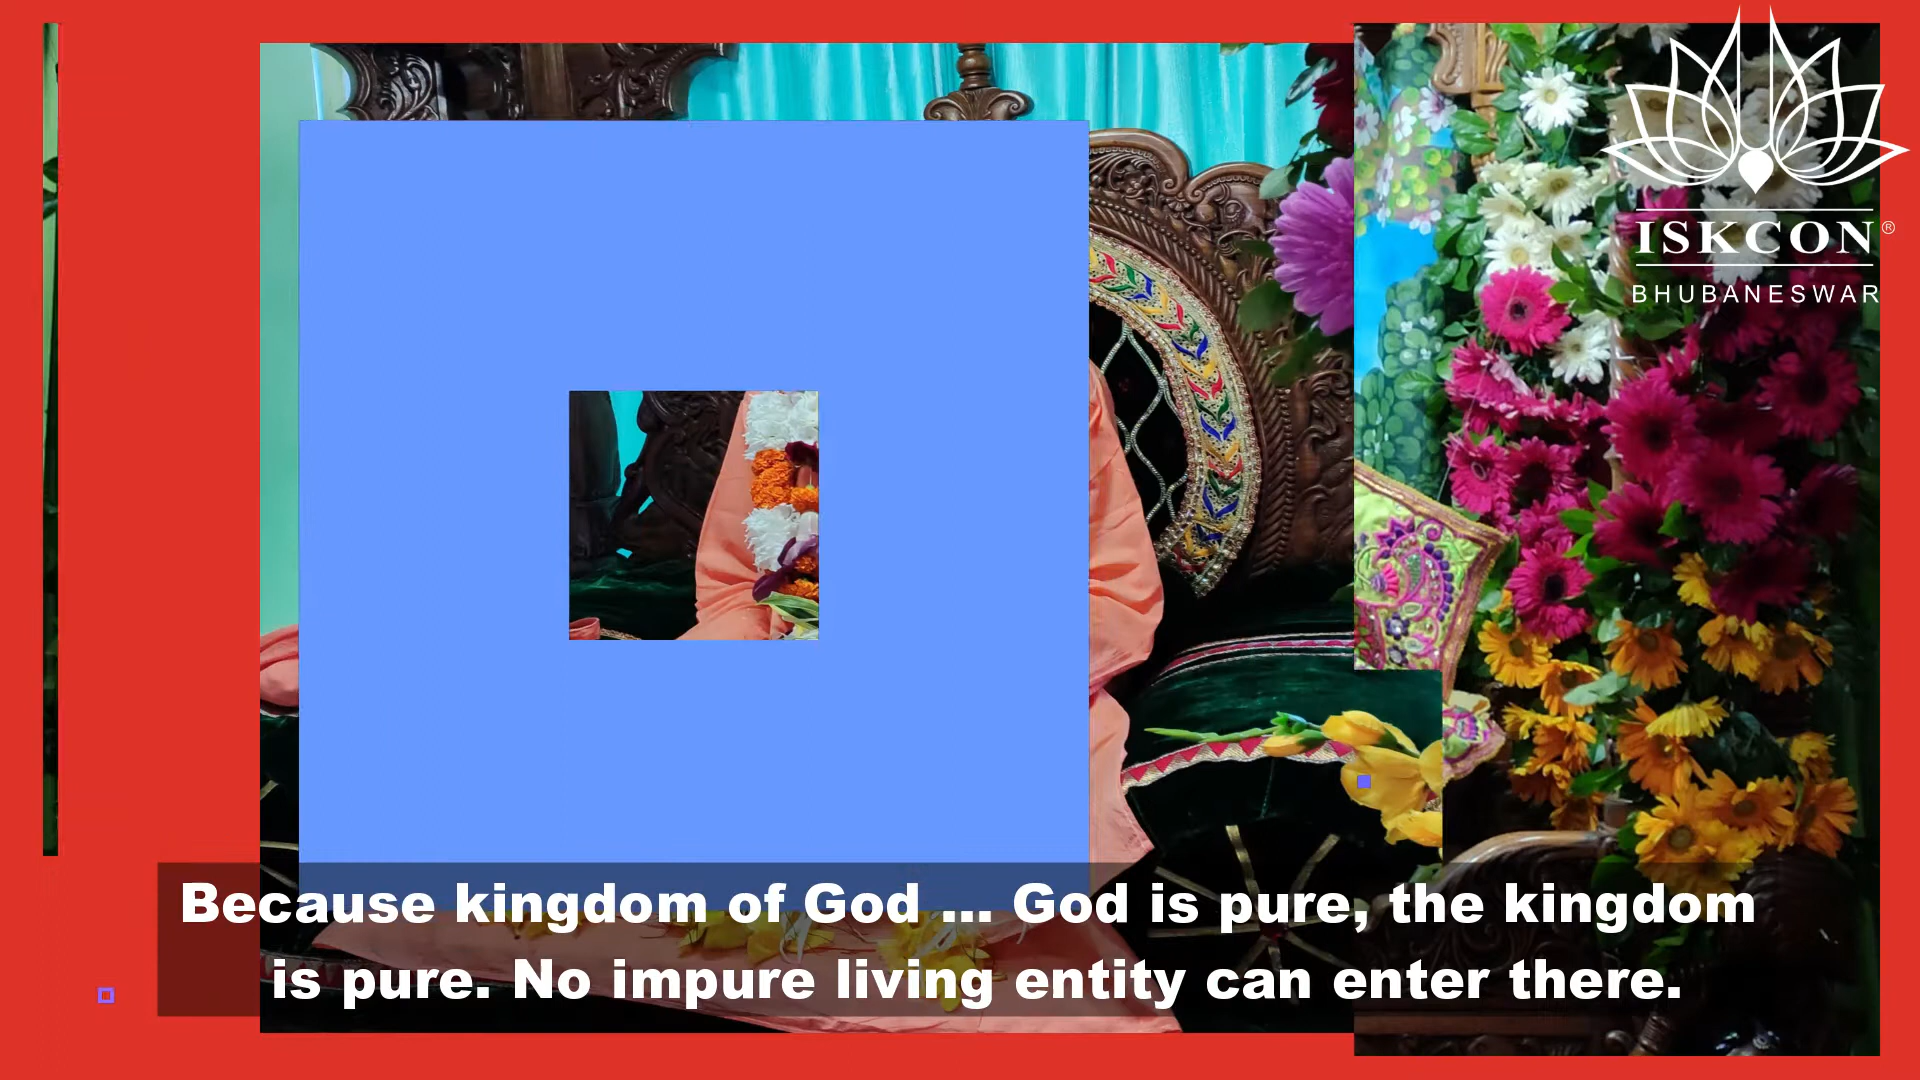 ISKCON®
BHUBANESWAR
Because kingdom of God ... God is pure, the kingdom
is pure. No impure living entity can enter there.